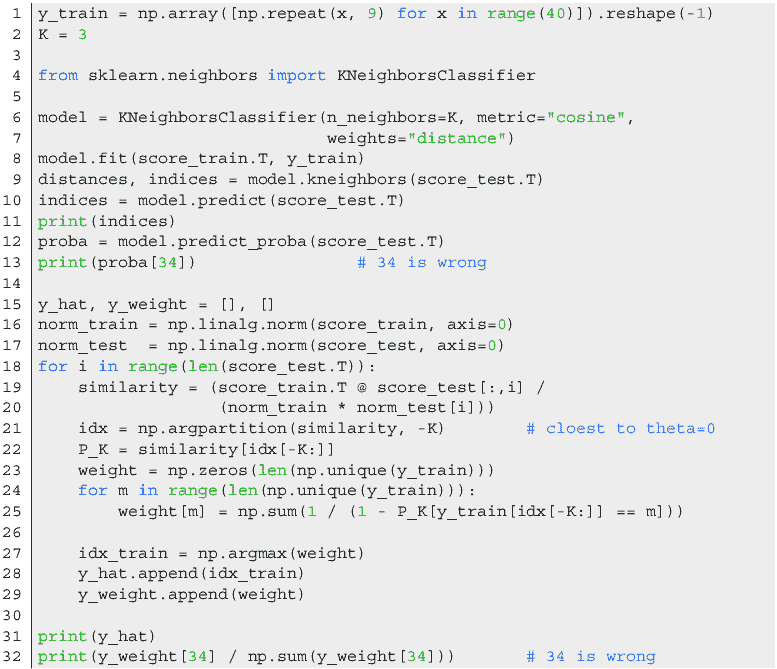 1 y_train = np.array([np.repeat(x, 9) for x in range(40)]).reshape(-1)
2 K = 3
3
4 from sklearn.neighbors import KNeighborsClassifier
5
6 model = KNeighborsClassifier(n_neighbors=K, metric="cosine",
7                              weights="distance")
8 model.fit(score_train.T, y_train)
9 distances, indices = model.kneighbors(score_test.T)
10 indices = model.predict(score_test.T)
11 print(indices)
12 proba = model.predict_proba(score_test.T)
13 print(proba[34])                # 34 is wrong
14
15 y_hat, y_weight = [], []
16 norm_train = np.linalg.norm(score_train, axis=0)
17 norm_test  = np.linalg.norm(score_test, axis=0)
18 for i in range(len(score_test.T)):
19     similarity = (score_train.T @ score_test[:,i] /
20                   (norm_train * norm_test[i]))
21     idx = np.argpartition(similarity, -K)        # cloest to theta=0
22     P_K = similarity[idx[-K:]]
23     weight = np.zeros(len(np.unique(y_train)))
24     for m in range(len(np.unique(y_train))):
25         weight[m] = np.sum(1 / (1 - P_K[y_train[idx[-K:]] == m]))
26
27     idx_train = np.argmax(weight)
28     y_hat.append(idx_train)
29     y_weight.append(weight)
30
31 print(y_hat)
32 print(y_weight[34] / np.sum(y_weight[34]))       # 34 is wrong